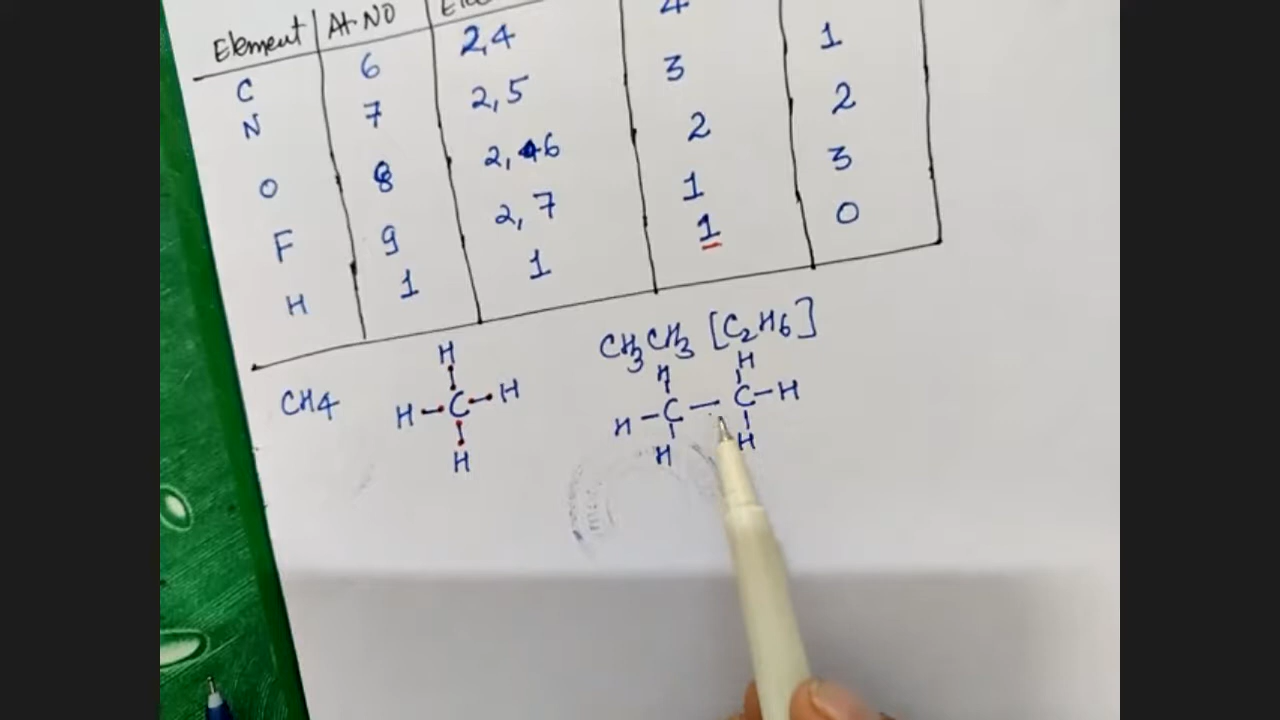 Element At·NO
C 6 2,4 4 1
N 7 2,5 3 2
O 8 2,6 2 3
F 9 2,7 1 0
H 1 1 1
CH4
CH3CH3 [C2H6]
H
H-C-H
H
H H
H-C-C-H
H H